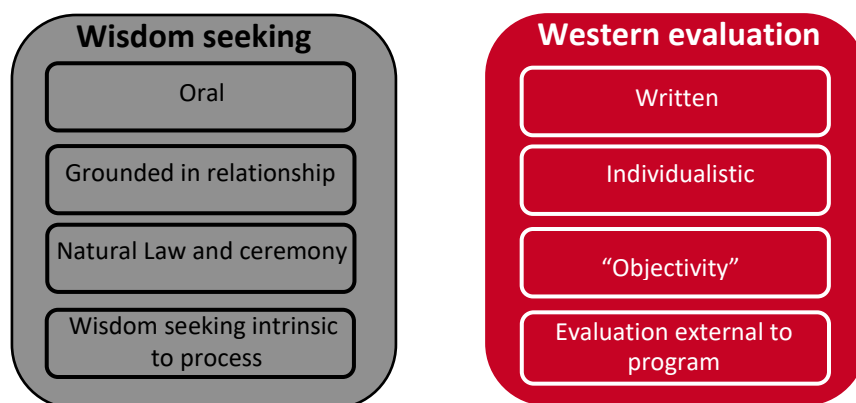 Wisdom seeking
Oral
Grounded in relationship
Natural Law and ceremony
Wisdom seeking intrinsic
to process
Western evaluation
Written
Individualistic
“Objectivity”
Evaluation external to
program